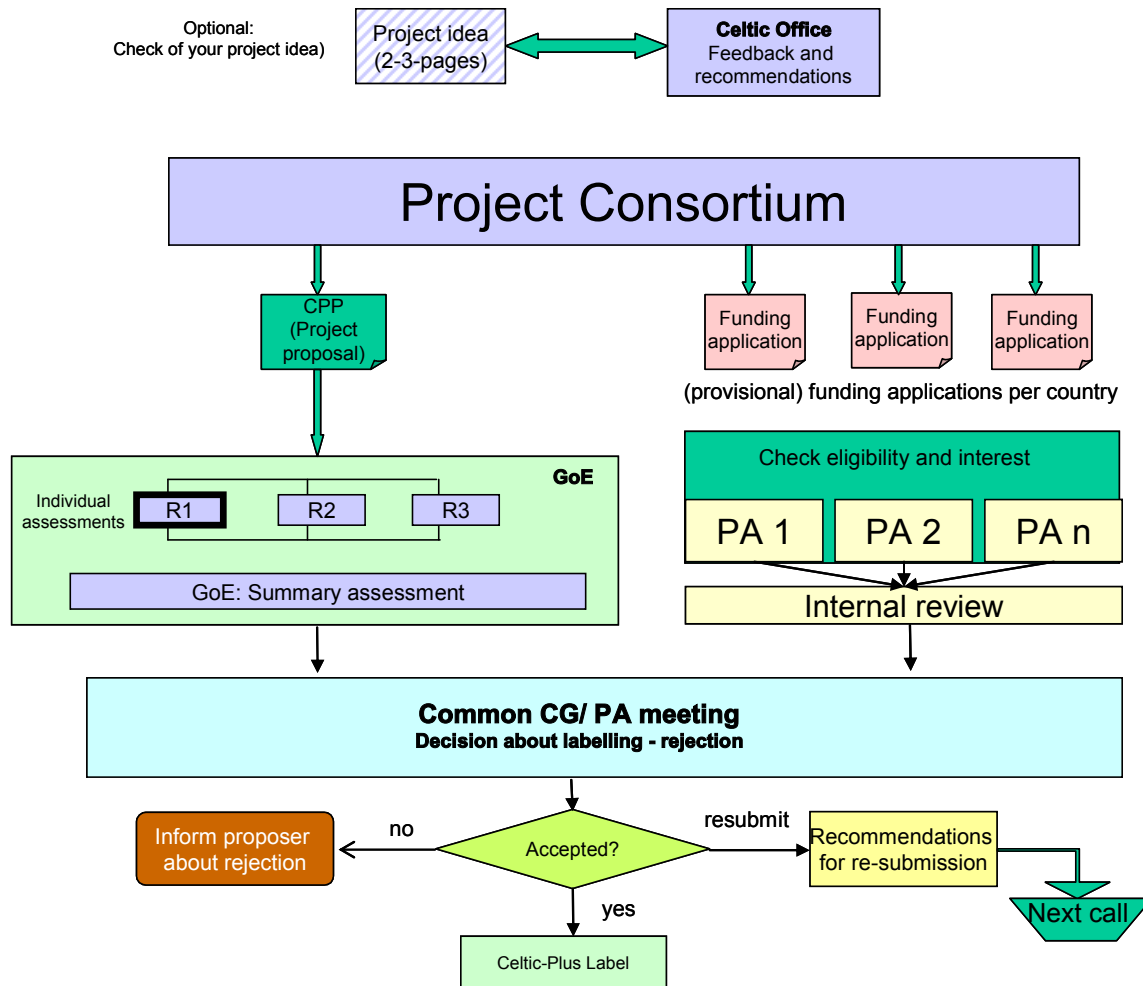 Optional:
Check of your project idea)
Project idea
(2-3-pages)
Celtic Office
Feedback and
recommendations
Project Consortium
CPP
(Project
proposal)
Funding
application
Funding
application
Funding
application
(provisional) funding applications per country
GoE
Individual
assessments
R1
R2
R3
GoE: Summary assessment
Check eligibility and interest
PA 1
PA 2
PA n
Internal review
Common CG/ PA meeting
Decision about labelling - rejection
Accepted?
no
Inform proposer
about rejection
resubmit
Recommendations
for re-submission
Next call
yes
Celtic-Plus Label